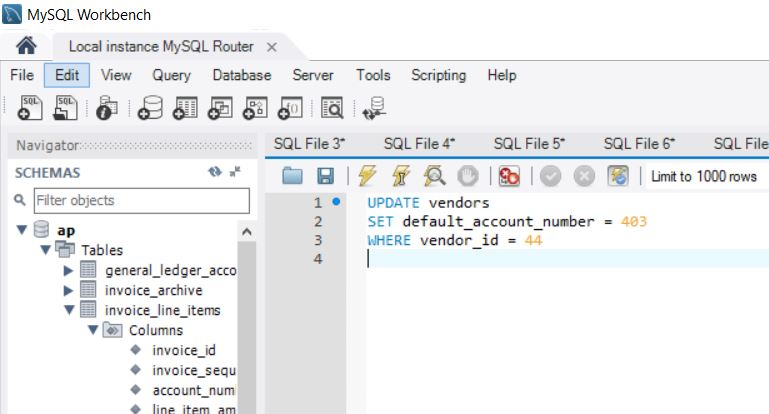 MySQL Workbench
Local instance MySQL Router ×
File Edit View Query Database Server Tools Scripting Help
SQL SQL
Navigator SQL File 3* SQL File 4* SQL File 5* SQL File 6* SQL File
SCHEMAS
Limit to 1000 rows
Filter objects
ap
Tables
general_ledger_acco
invoice_archive
invoice_line_items
Columns
invoice_id
invoice_sequ
account_num
line_item_am
1 UPDATE vendors
2 SET default_account_number = 403
3 WHERE vendor_id = 44
4